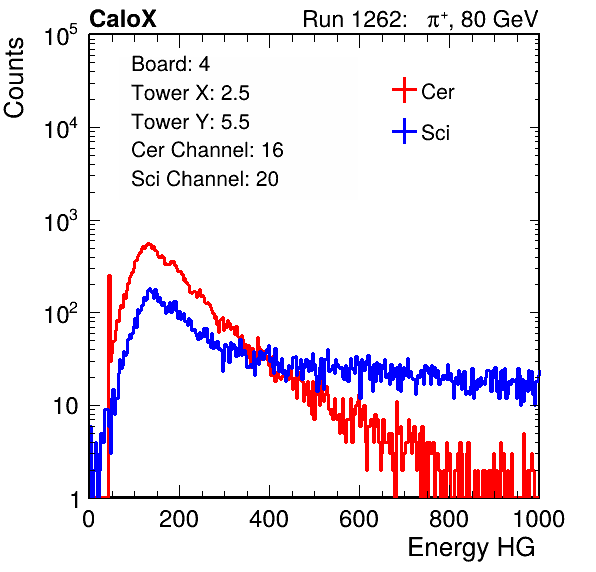 CaloX Run 1262: π⁺, 80 GeV
Counts
10⁵
10⁴
10³
10²
10
1
Board: 4
Tower X: 2.5
Tower Y: 5.5
Cer Channel: 16
Sci Channel: 20
Cer
Sci
0 200 400 600 800 1000
Energy HG